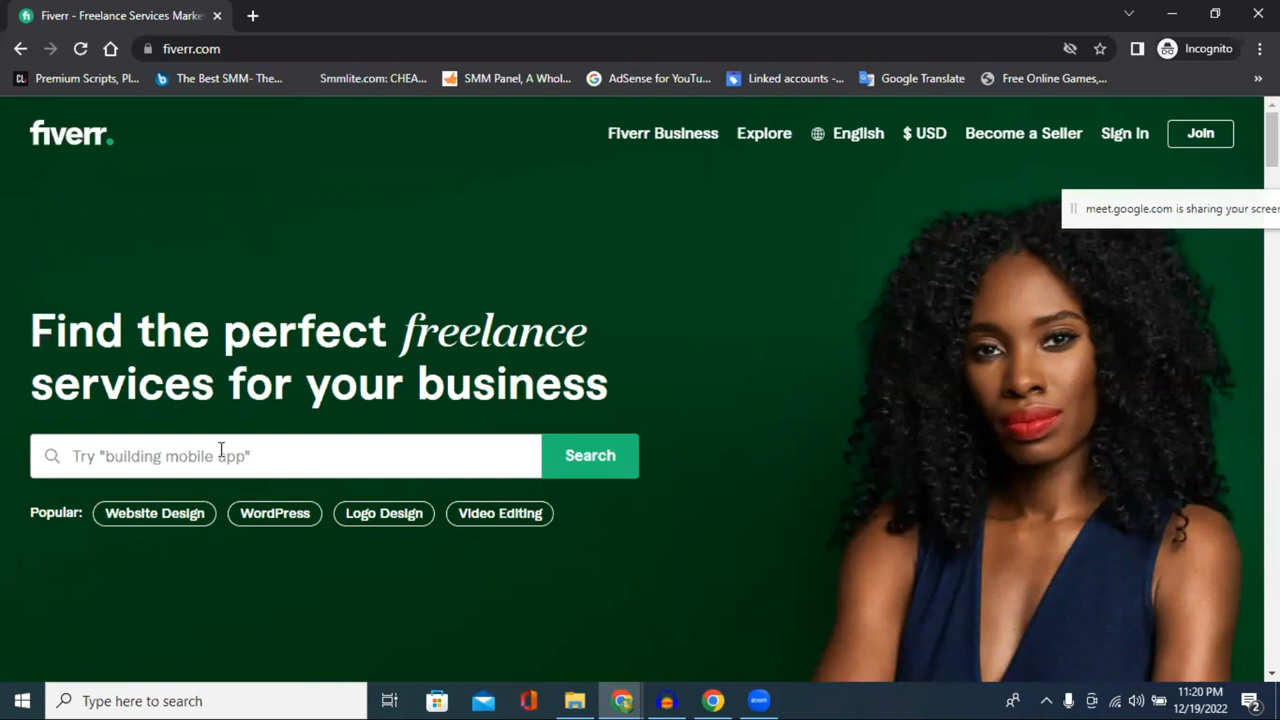 Fiverr - Freelance Services Marke
fiverr.com
Incognito
Premium Scripts, Pl...
The Best SMM- The...
Smmlite.com: CHEA...
SMM Panel, A Whol...
AdSense for YouTu...
Linked accounts -...
Google Translate
Free Online Games,...
»
fiverr.
Fiverr Business
Explore
English
$ USD
Become a Seller
Sign In
Join
meet.google.com is sharing your screen
Find the perfect freelance
services for your business
Try "building mobile app"
Search
Popular:
Website Design
WordPress
Logo Design
Video Editing
Type here to search
zoom
11:20 PM
12/19/2022
2